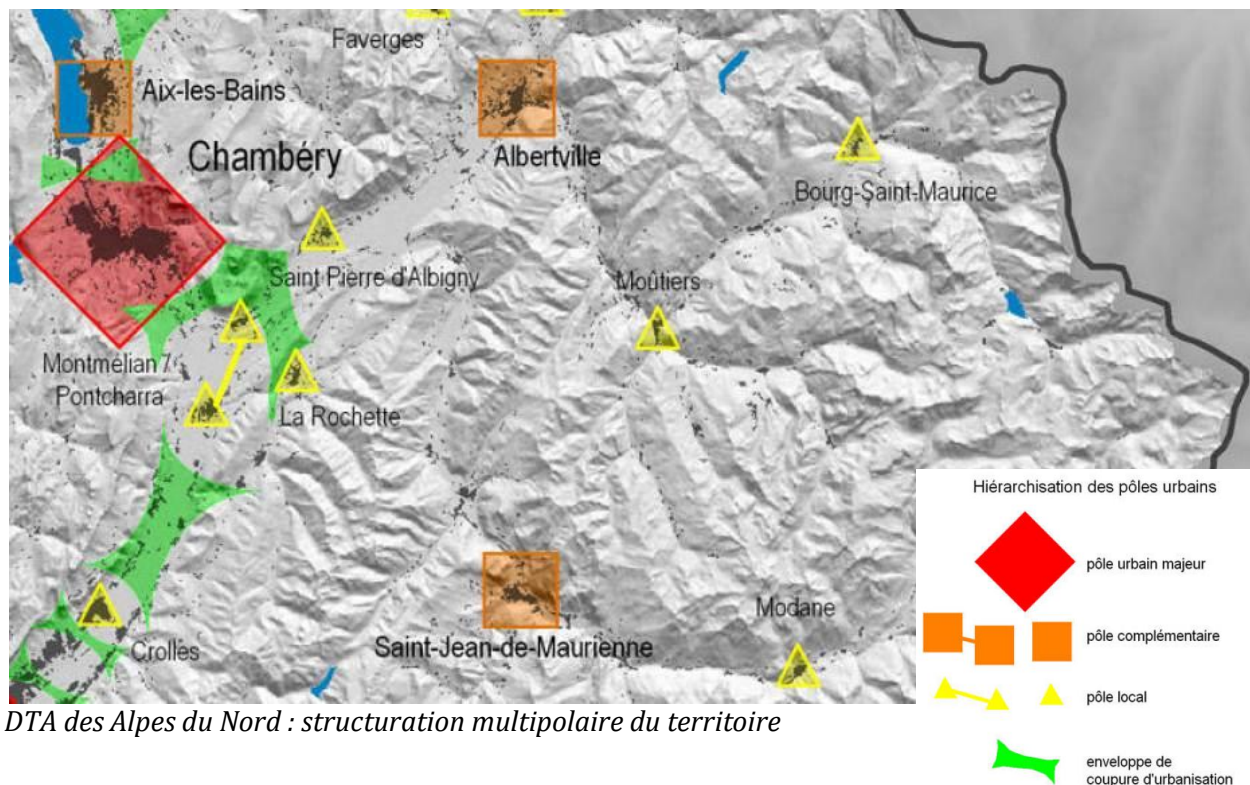 Faverges
Aix-les-Bains
Chambéry
Albertville
Bourg-Saint-Maurice
Saint Pierre d'Albigny
Moûtiers
Montmélian 7
Pontcharra
La Rochette
Crolles
Saint-Jean-de-Maurienne
Modane
Hiérarchisation des pôles urbains
pôle urbain majeur
pôle complémentaire
pôle local
enveloppe de
coupure d'urbanisation
DTA des Alpes du Nord : structuration multipolaire du territoire